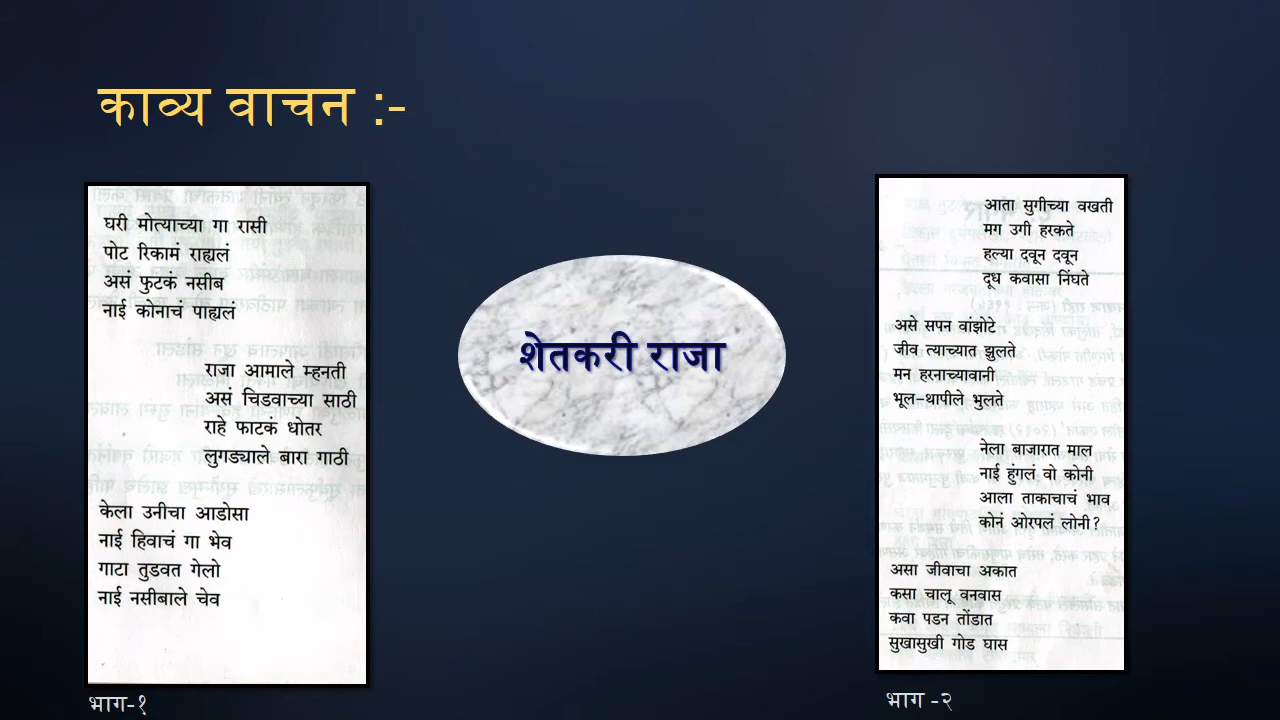 काव्य वाचन :-
घरी मोत्याच्या गा रासी
पोट रिकामं राह्यलं
असं फुटकं नसीब
नाई कोनाचं पाह्यलं
राजा आमाले म्हनती
असं चिडवाच्या साठी
राहे फाटकं धोतर
लुगड्याले बारा गाठी
केला उनीचा आडोसा
नाई हिवाचं गा भेव
गाटा तुडवत गेलो
नाई नसीबाले चेव
भाग-१
शेतकरी राजा
आता सुगीच्या वखती
मग उगी हरकते
हल्या दवून दवून
दूध कवासा निंघते
असे सपन वांझोटे
जीव त्याच्यात झुलते
मन हरनाच्यावानी
भूल-थापीले भुलते
नेला बाजारात माल
नाई हुंगलं वो कोनी
आला ताकाचाचं भाव
कोनं ओरपलं लोनी?
असा जीवाचा अकात
कसा चालू वनवास
कवा पडन तोंडात
सुखासुखी गोड घास
भाग -२